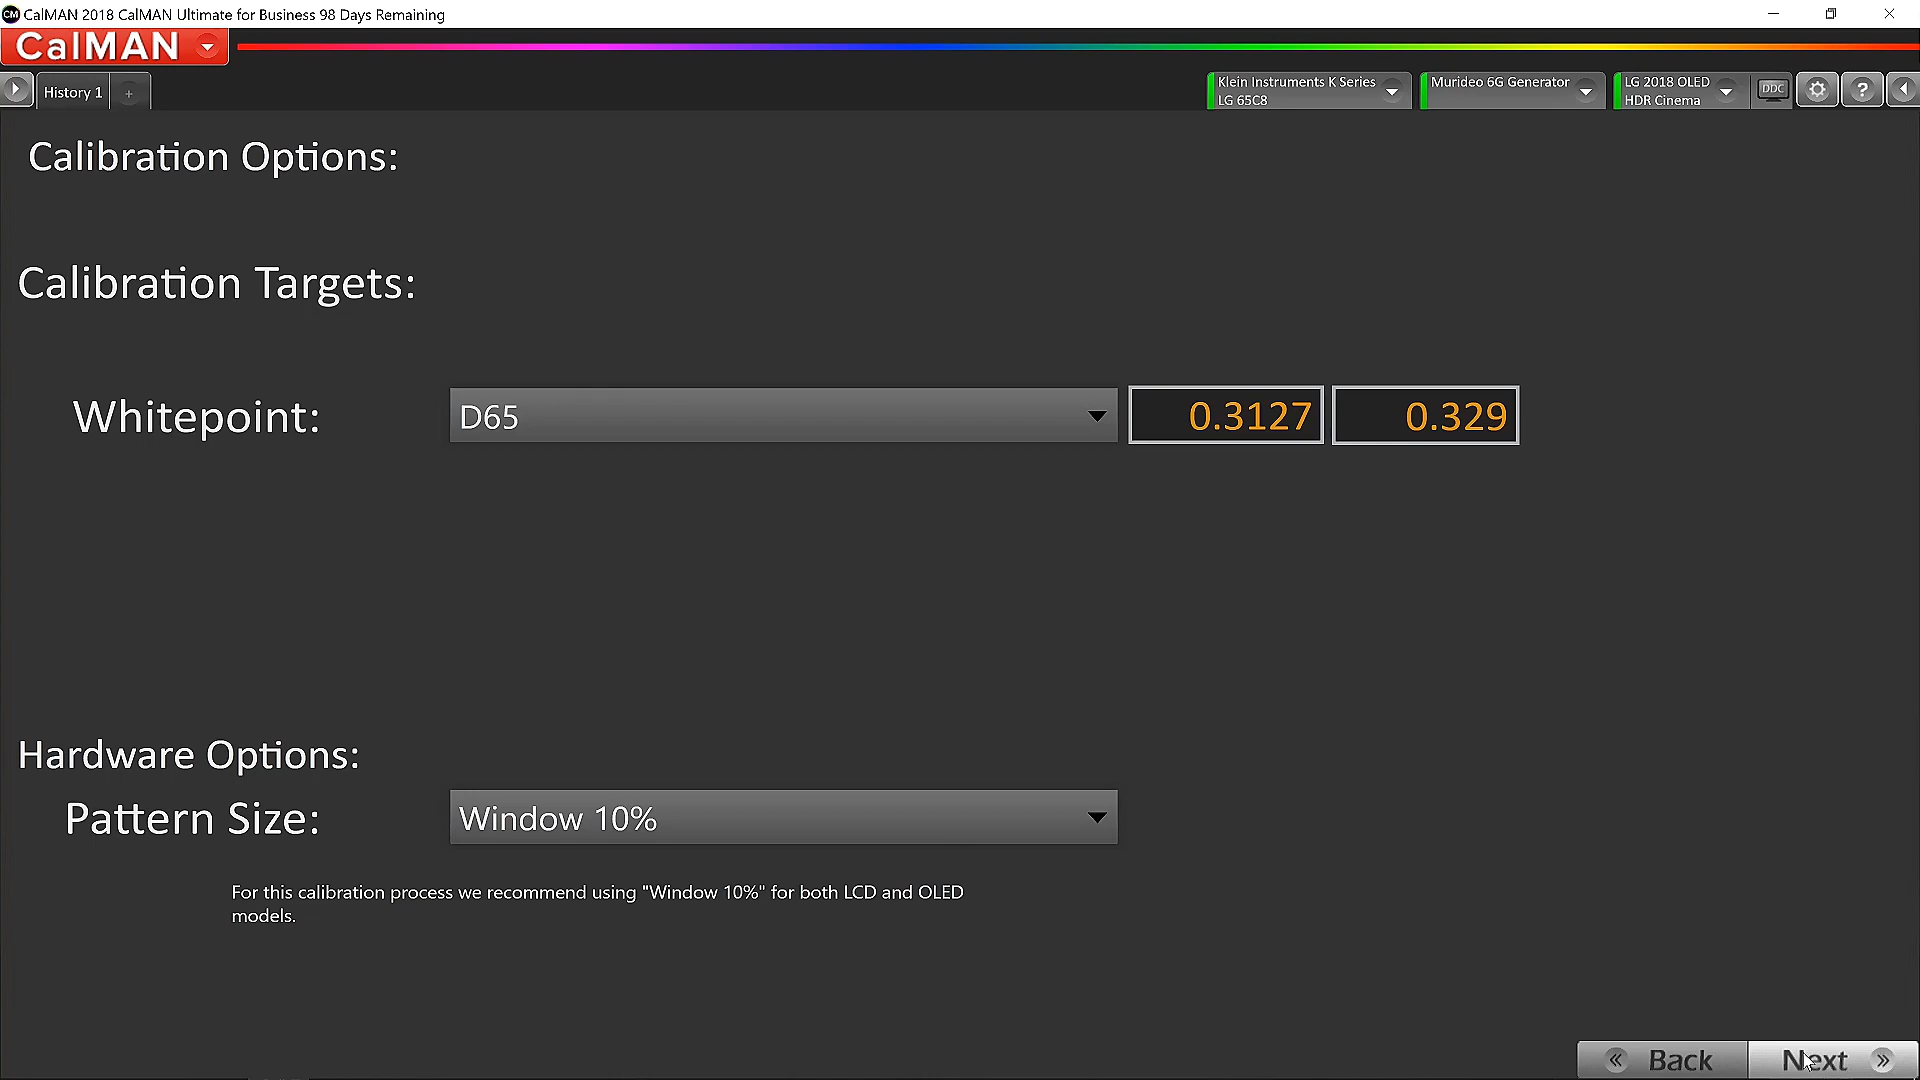 CalMAN 2018 CalMAN Ultimate for Business 98 Days Remaining
CalMAN
History 1
+
Klein Instruments K Series
LG 65C8
Murideo 6G Generator
LG 2018 OLED
HDR Cinema
DDC
?
Calibration Options:
Calibration Targets:
Whitepoint:
D65
0.3127
0.329
Hardware Options:
Pattern Size:
Window 10%
For this calibration process we recommend using "Window 10%" for both LCD and OLED
models.
« Back
Next »